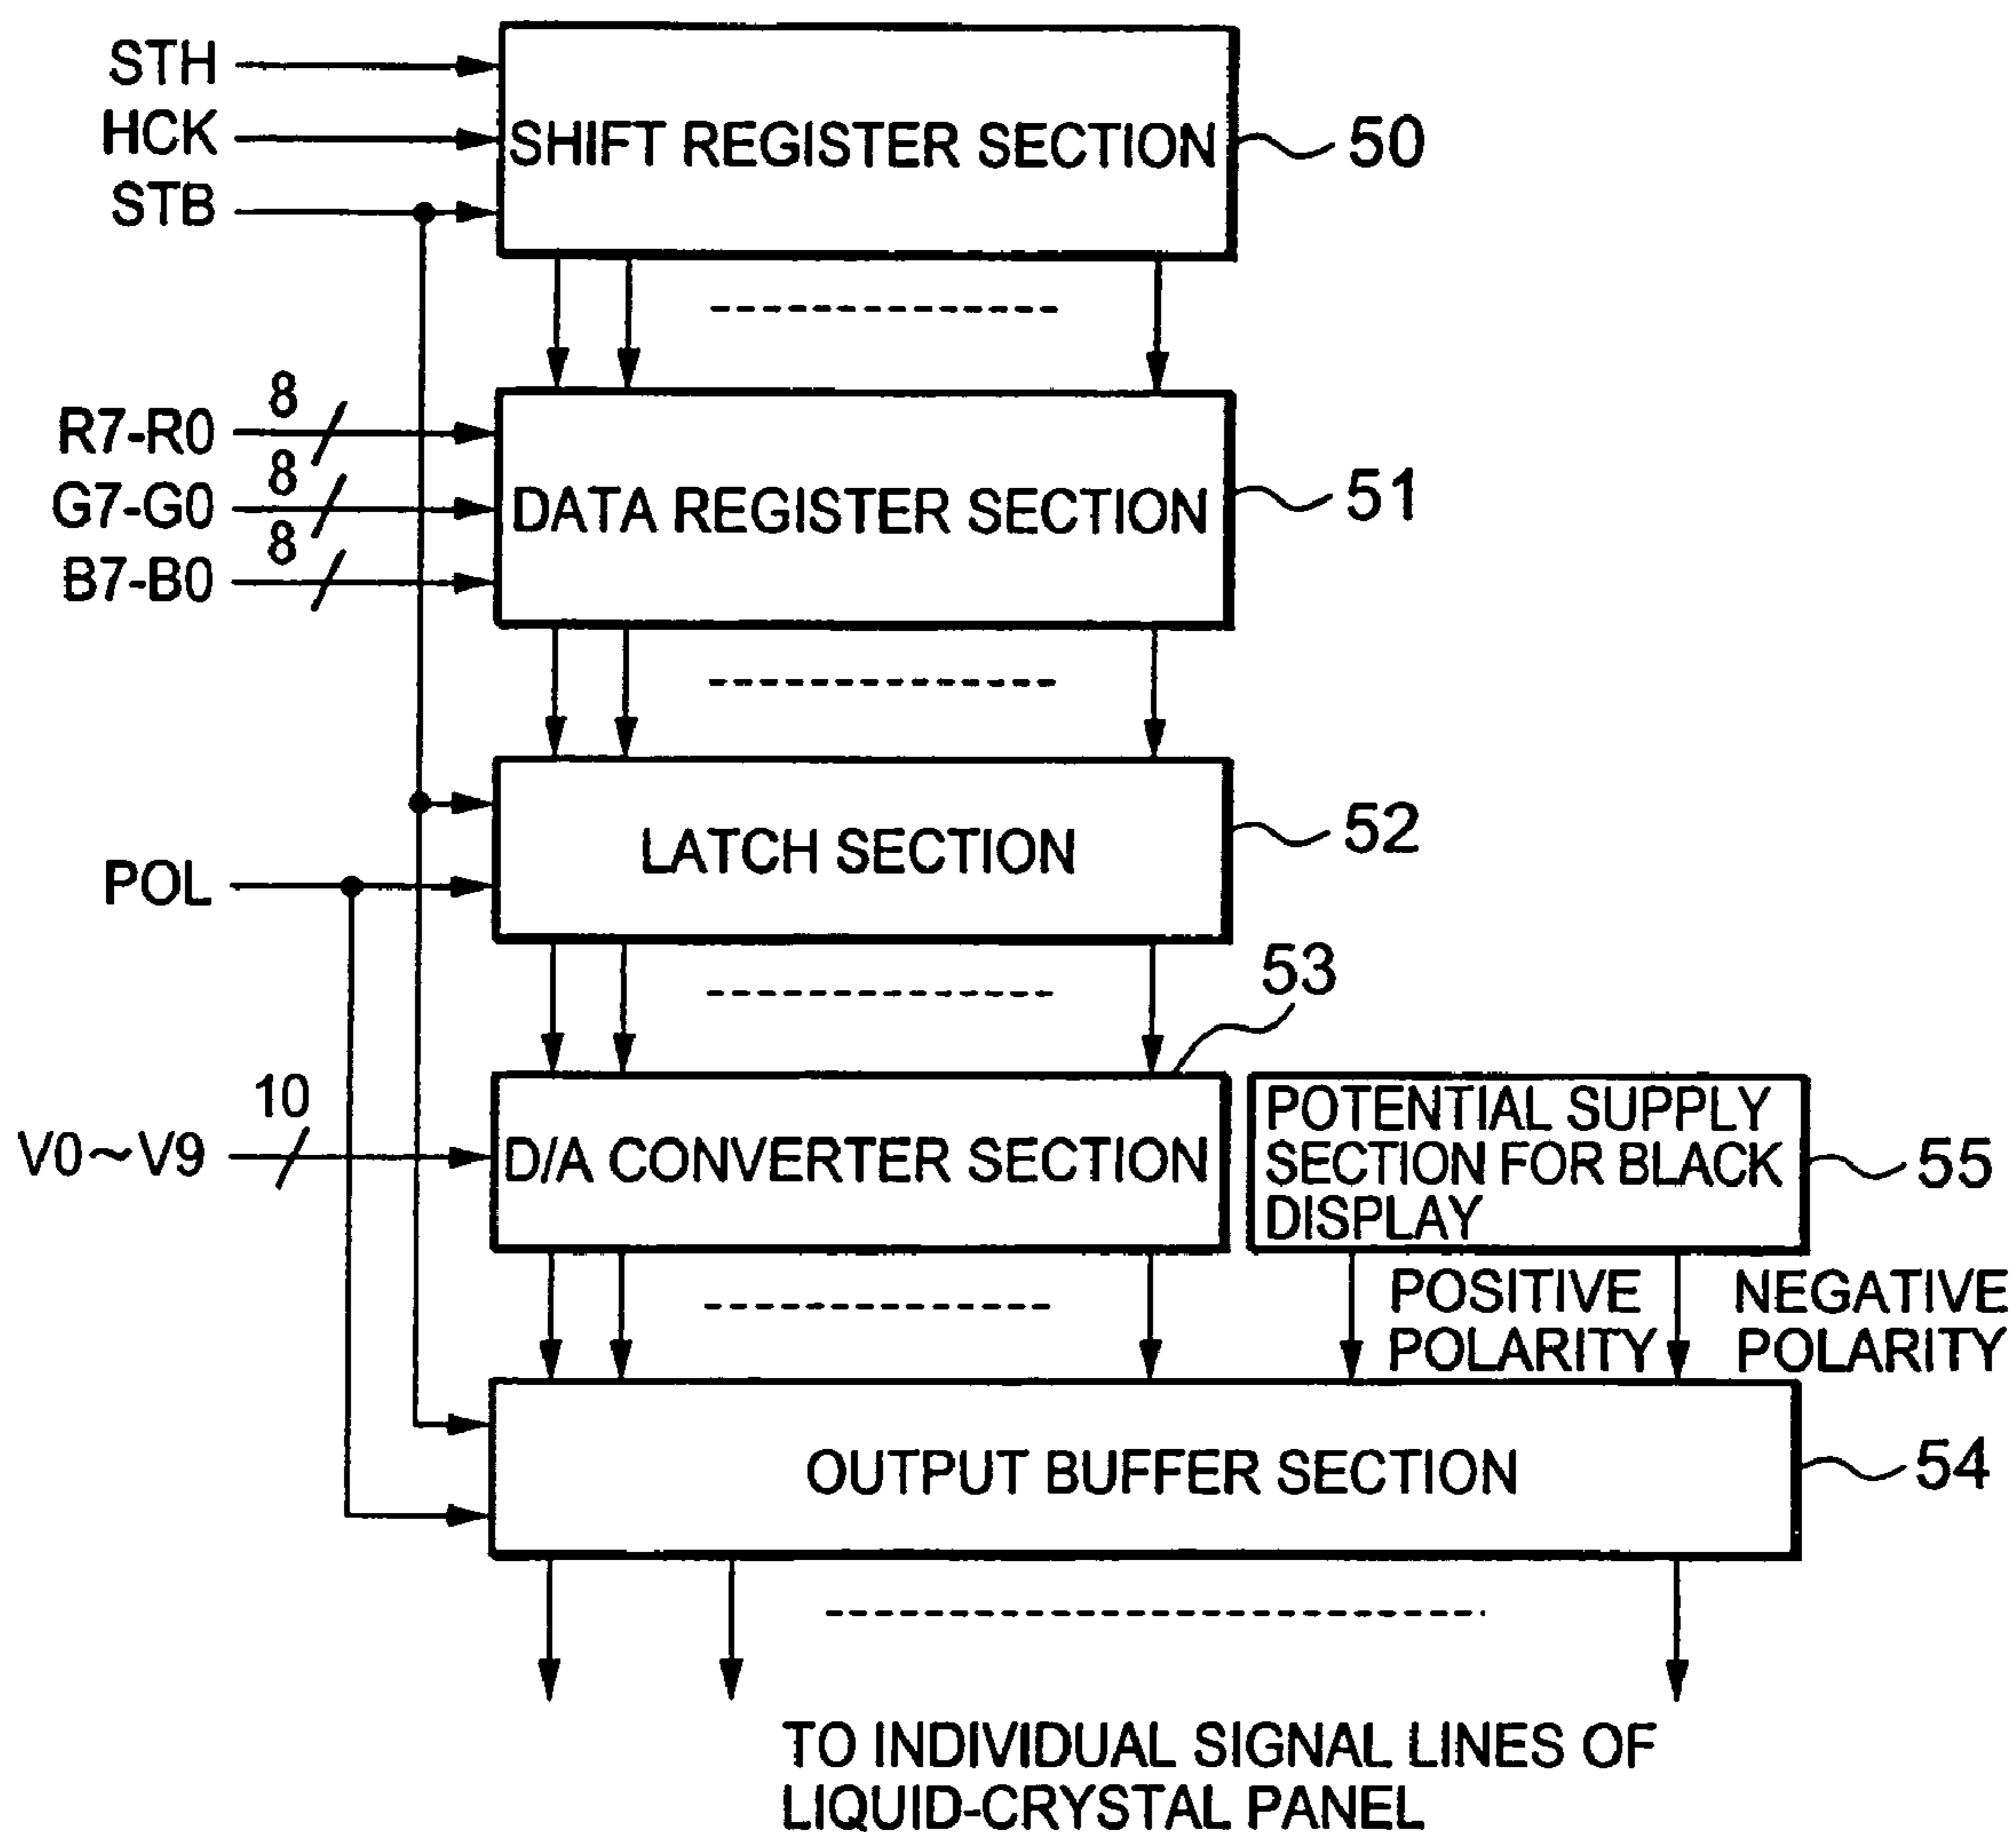 STH
HCK
STB
SHIFT REGISTER SECTION
50
R7-R0
8
G7-G0
8
B7-B0
8
DATA REGISTER SECTION
51
POL
LATCH SECTION
52
53
V0~V9
10
D/A CONVERTER SECTION
POTENTIAL SUPPLY
SECTION FOR BLACK
DISPLAY
55
POSITIVE
POLARITY
NEGATIVE
POLARITY
OUTPUT BUFFER SECTION
54
TO INDIVIDUAL SIGNAL LINES OF
LIQUID-CRYSTAL PANEL